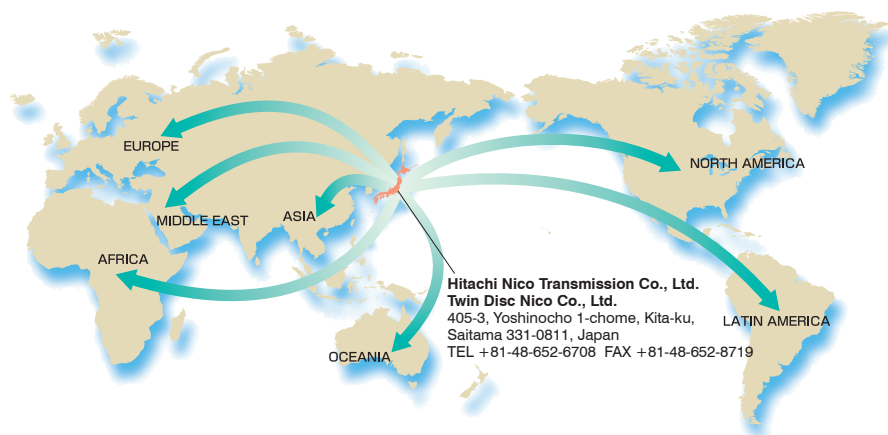 EUROPE
NORTH AMERICA
MIDDLE EAST
ASIA
AFRICA
Hitachi Nico Transmission Co., Ltd.
Twin Disc Nico Co., Ltd.
405-3, Yoshinocho 1-chome, Kita-ku,
Saitama 331-0811, Japan
TEL +81-48-652-6708 FAX +81-48-652-8719
LATIN AMERICA
OCEANIA